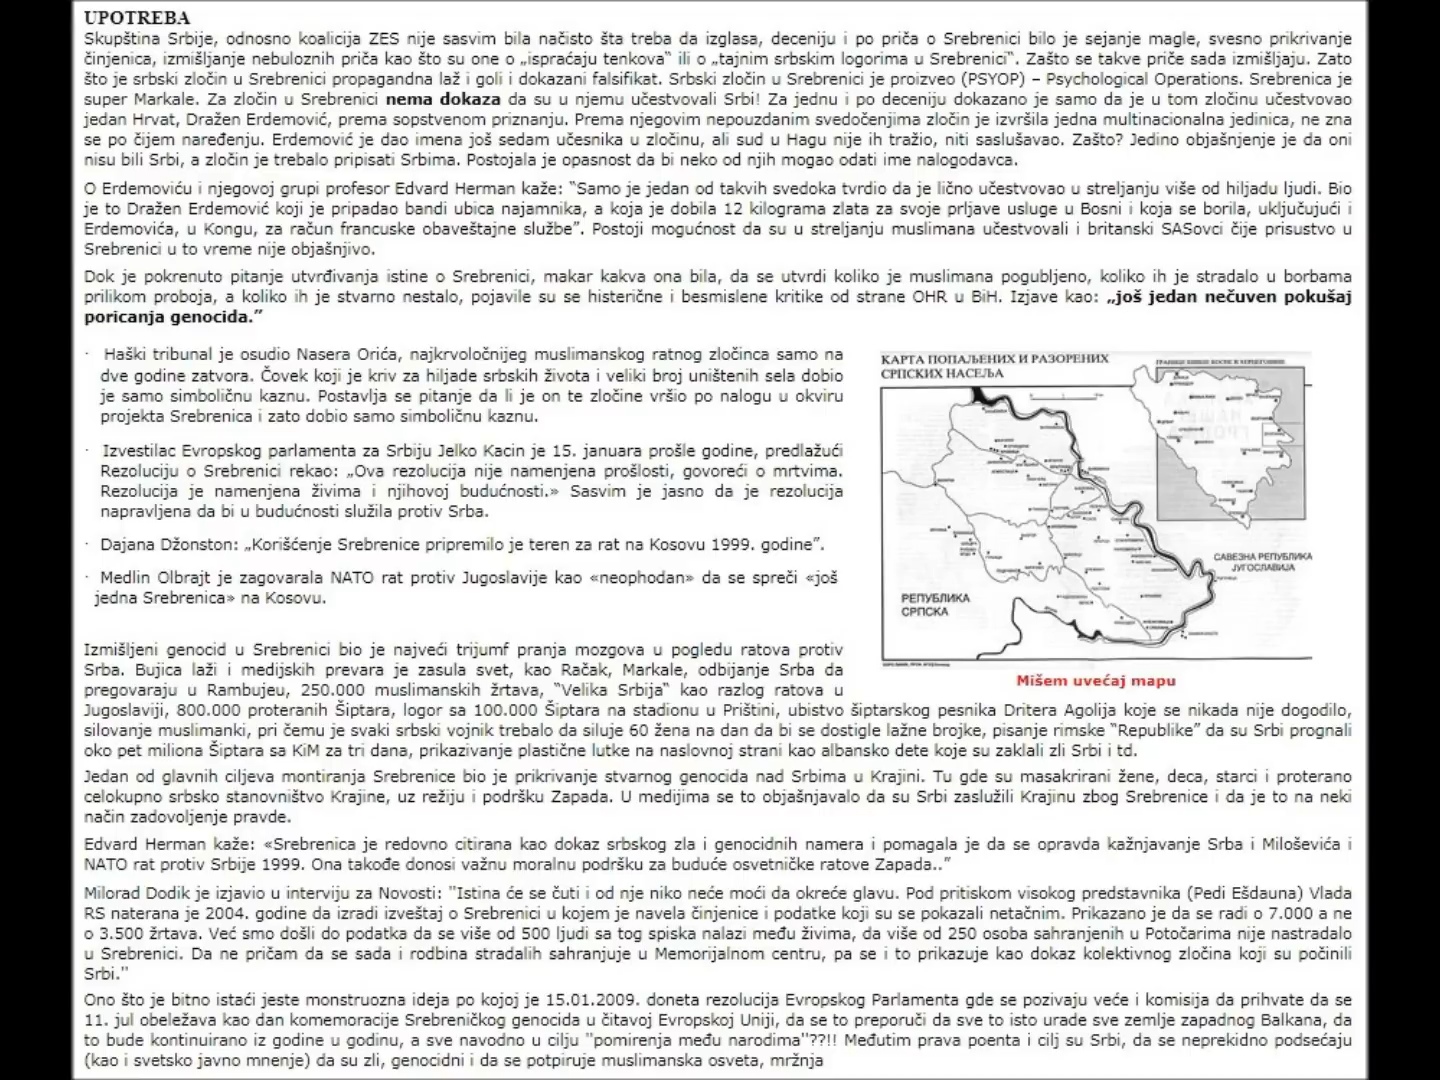 UPOTREBA
Skupština Srbije, odnosno koalicija ZES nije sasvim bila načisto šta treba da izglasa, deceniju i po priča o Srebrenici bilo je sejanje magle, svesno prikrivanje
činjenica, izmišljanje nebuloznih priča kao što su one o „ispraćaju tenkova“ ili o „tajnim srbskim logorima u Srebrenici“. Zašto se takve priče sada izmišljaju. Zato
što je srbski zločin u Srebrenici propagandna laž i goli i dokazani falsifikat. Srbski zločin u Srebrenici je proizveo (PSYOP) – Psychological Operations. Srebrenica je
super Markale. Za zločin u Srebrenici nema dokaza da su u njemu učestvovali Srbi! Za jednu i po deceniju dokazano je samo da je u tom zločinu učestvovao
jedan Hrvat, Dražen Erdemović, prema sopstvenom priznanju. Prema njegovim nepouzdanim svedočenjima zločin je izvršila jedna multinacionalna jedinica, ne zna
se po čijem naređenju. Erdemović je dao imena još sedam učesnika u zločinu, ali sud u Hagu nije ih tražio, niti saslušavao. Zašto? Jedino objašnjenje je da oni
nisu bili Srbi, a zločin je trebalo pripisati Srbima. Postojala je opasnost da bi neko od njih mogao odati ime nalogodavca.
O Erdemoviću i njegovoj grupi profesor Edvard Herman kaže: “Samo je jedan od takvih svedoka tvrdio da je lično učestvovao u streljanju više od hiljadu ljudi. Bio
je to Dražen Erdemović koji je pripadao bandi ubica najamnika, a koja je dobila 12 kilograma zlata za svoje prljave usluge u Bosni i koja se borila, uključujući i
Erdemovića, u Kongu, za račun francuske obaveštajne službe”. Postoji mogućnost da su u streljanju muslimana učestvovali i britanski SASovci čije prisustvo u
Srebrenici u to vreme nije objašnjivo.
Dok je pokrenuto pitanje utvrđivanja istine o Srebrenici, makar kakva ona bila, da se utvrdi koliko je muslimana pogubljeno, koliko ih je stradalo u borbama
prilikom proboja, a koliko ih je stvarno nestalo, pojavile su se histerične i besmislene kritike od strane OHR u BiH. Izjave kao: „još jedan nečuven pokušaj
poricanja genocida.”
· Haški tribunal je osudio Nasera Orića, najkrvoločnijeg muslimanskog ratnog zločinca samo na
dve godine zatvora. Čovek koji je kriv za hiljade srbskih života i veliki broj uništenih sela dobio
je samo simboličnu kaznu. Postavlja se pitanje da li je on te zločine vršio po nalogu u okviru
projekta Srebrenica i zato dobio samo simboličnu kaznu.
· Izvestilac Evropskog parlamenta za Srbiju Jelko Kacin je 15. januara prošle godine, predlažući
Rezoluciju o Srebrenici rekao: „Ova rezolucija nije namenjena prošlosti, govoreći o mrtvima.
Rezolucija je namenjena živima i njihovoj budućnosti.» Sasvim je jasno da je rezolucija
napravljena da bi u budućnosti služila protiv Srba.
· Dajana Džonston: „Korišćenje Srebrenice pripremilo je teren za rat na Kosovu 1999. godine”.
· Medlin Olbrajt je zagovarala NATO rat protiv Jugoslavije kao «neophodan» da se spreči «još
jedna Srebrenica» na Kosovu.
КАРТА ПОПАЉЕНИХ И РАЗОРЕНИХ
СРПСКИХ НАСЕЉА
САВЕЗНА РЕПУБЛИКА
ЈУГОСЛАВИЈА
РЕПУБЛИКА
СРПСКА
Mišem uvećaj mapu
Izmišljeni genocid u Srebrenici bio je najveći trijumf pranja mozgova u pogledu ratova protiv
Srba. Bujica laži i medijskih prevara je zasula svet, kao Račak, Markale, odbijanje Srba da
pregovaraju u Rambujeu, 250.000 muslimanskih žrtava, “Velika Srbija“ kao razlog ratova u
Jugoslaviji, 800.000 proteranih Šiptara, logor sa 100.000 Šiptara na stadionu u Prištini, ubistvo šiptarskog pesnika Dritera Agolija koje se nikada nije dogodilo,
silovanje muslimanki, pri čemu je svaki srbski vojnik trebalo da siluje 60 žena na dan da bi se dostigle lažne brojke, pisanje rimske “Republike” da su Srbi prognali
oko pet miliona Šiptara sa KiM za tri dana, prikazivanje plastične lutke na naslovnoj strani kao albansko dete koje su zaklali zli Srbi i td.
Jedan od glavnih ciljeva montiranja Srebrenice bio je prikrivanje stvarnog genocida nad Srbima u Krajini. Tu gde su masakrirani žene, deca, starci i proterano
celokupno srbsko stanovništvo Krajine, uz režiju i podršku Zapada. U medijima se to objašnjavalo da su Srbi zaslužili Krajinu zbog Srebrenice i da je to na neki
način zadovoljenje pravde.
Edvard Herman kaže: «Srebrenica je redovno citirana kao dokaz srbskog zla i genocidnih namera i pomagala je da se opravda kažnjavanje Srba i Miloševića i
NATO rat protiv Srbije 1999. Ona takođe donosi važnu moralnu podršku za buduće osvetničke ratove Zapada..”
Milorad Dodik je izjavio u interviju za Novosti: "Istina će se čuti i od nje niko neće moći da okreće glavu. Pod pritiskom visokog predstavnika (Pedi Ešdauna) Vlada
RS naterana je 2004. godine da izradi izveštaj o Srebrenici u kojem je navela činjenice i podatke koji su se pokazali netačnim. Prikazano je da se radi o 7.000 a ne
o 3.500 žrtava. Već smo došli do podatka da se više od 500 ljudi sa tog spiska nalazi među živima, da više od 250 osoba sahranjenih u Potočarima nije nastradalo
u Srebrenici. Da ne pričam da se sada i rodbina stradalih sahranjuje u Memorijalnom centru, pa se i to prikazuje kao dokaz kolektivnog zločina koji su počinili
Srbi."
Ono što je bitno istaći jeste monstruozna ideja po kojoj je 15.01.2009. doneta rezolucija Evropskog Parlamenta gde se pozivaju veće i komisija da prihvate da se
11. jul obeležava kao dan komemoracije Srebreničkog genocida u čitavoj Evropskoj Uniji, da se to preporuči da sve to isto urade sve zemlje zapadnog Balkana, da
to bude kontinuirano iz godine u godinu, a sve navodno u cilju "pomirenja među narodima"??!! Međutim prava poenta i cilj su Srbi, da se neprekidno podsećaju
(kao i svetsko javno mnenje) da su zli, genocidni i da se potpiruje muslimanska osveta, mržnja